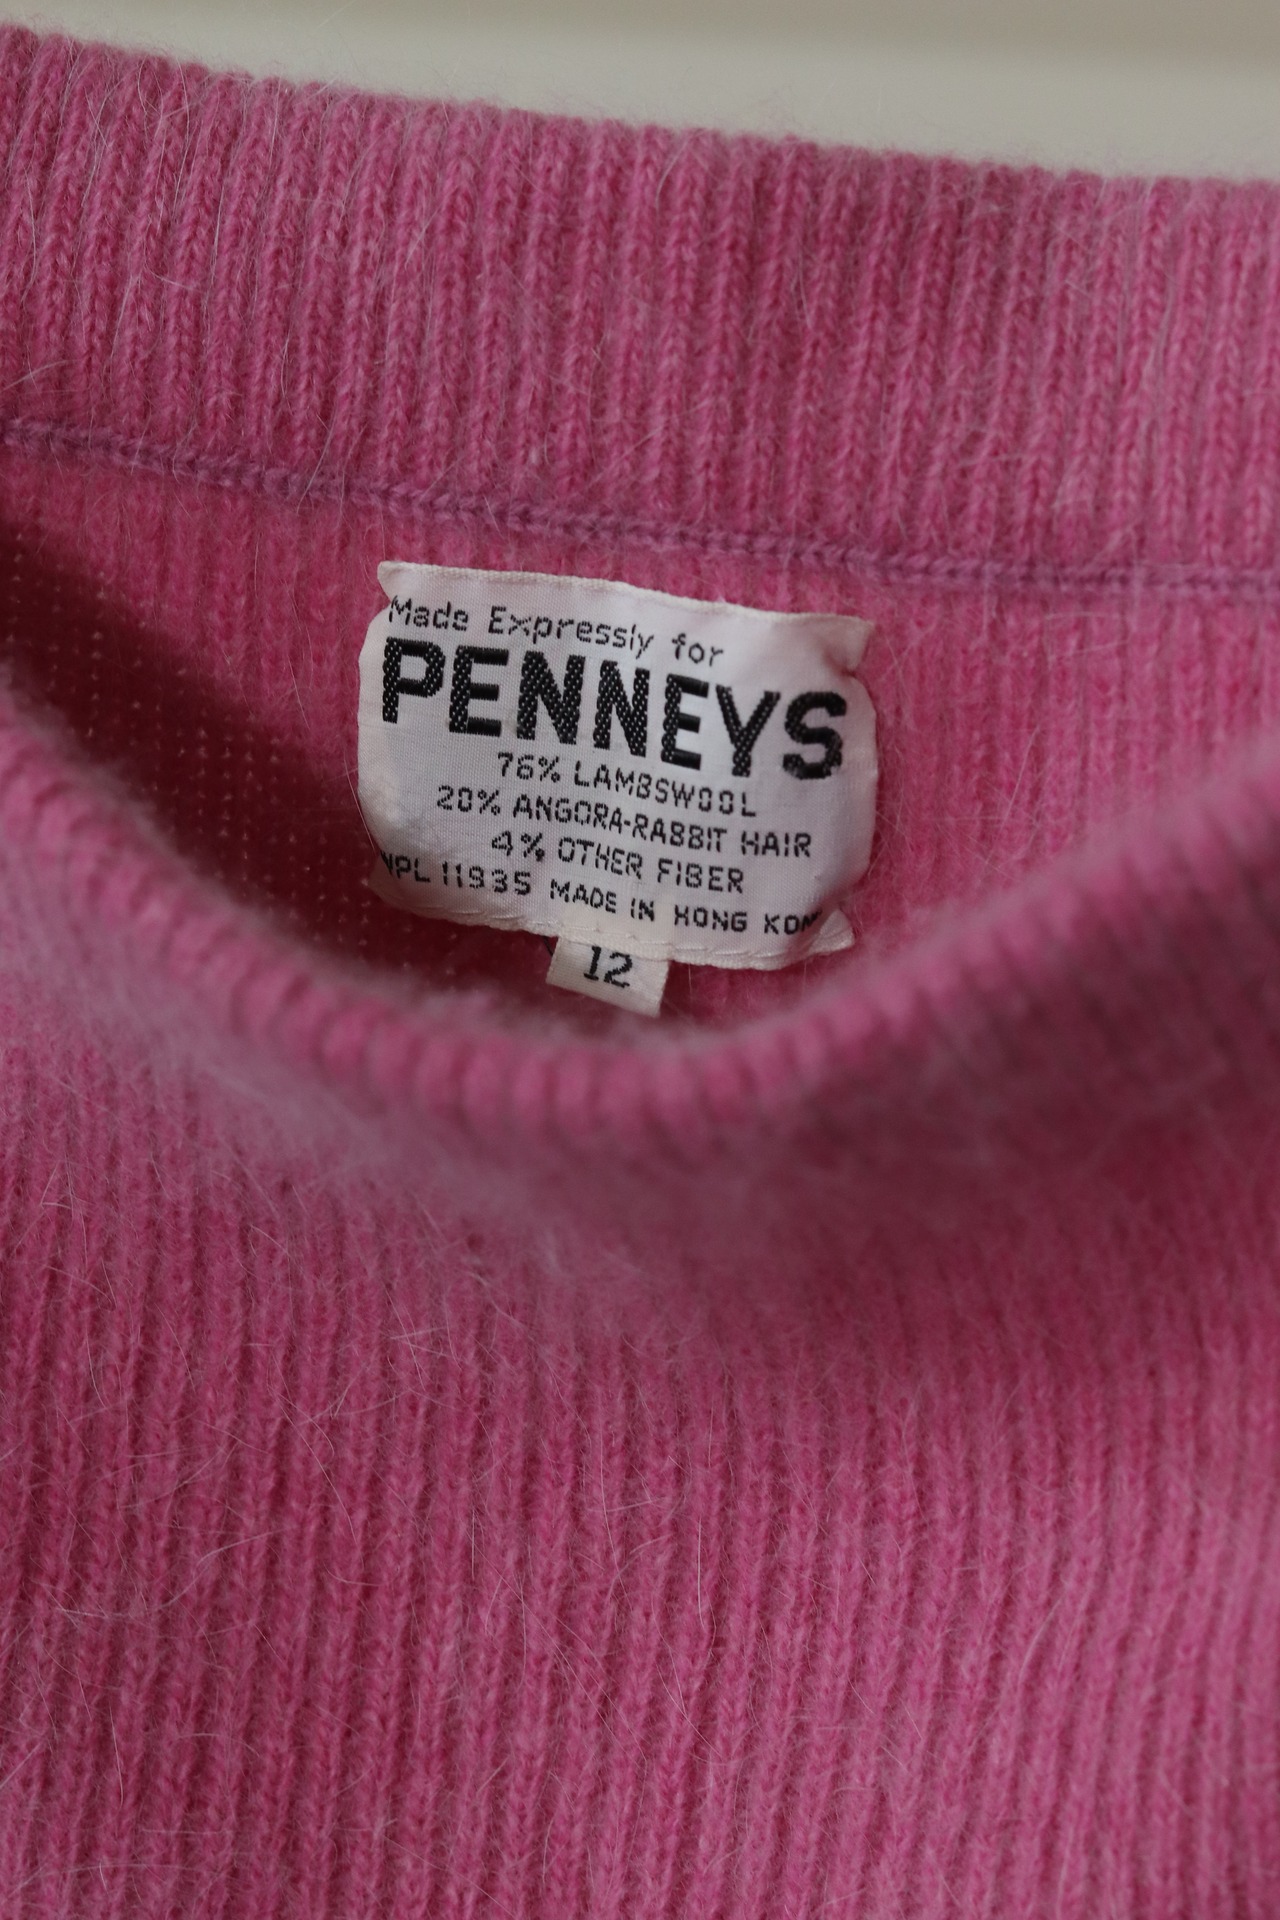 Made Expressly for
PENNEYS
76% LAMBSWOOL
20% ANGORA-RABBIT HAIR
4% OTHER FIBER
WPL 11935 MADE IN HONG KONG
12